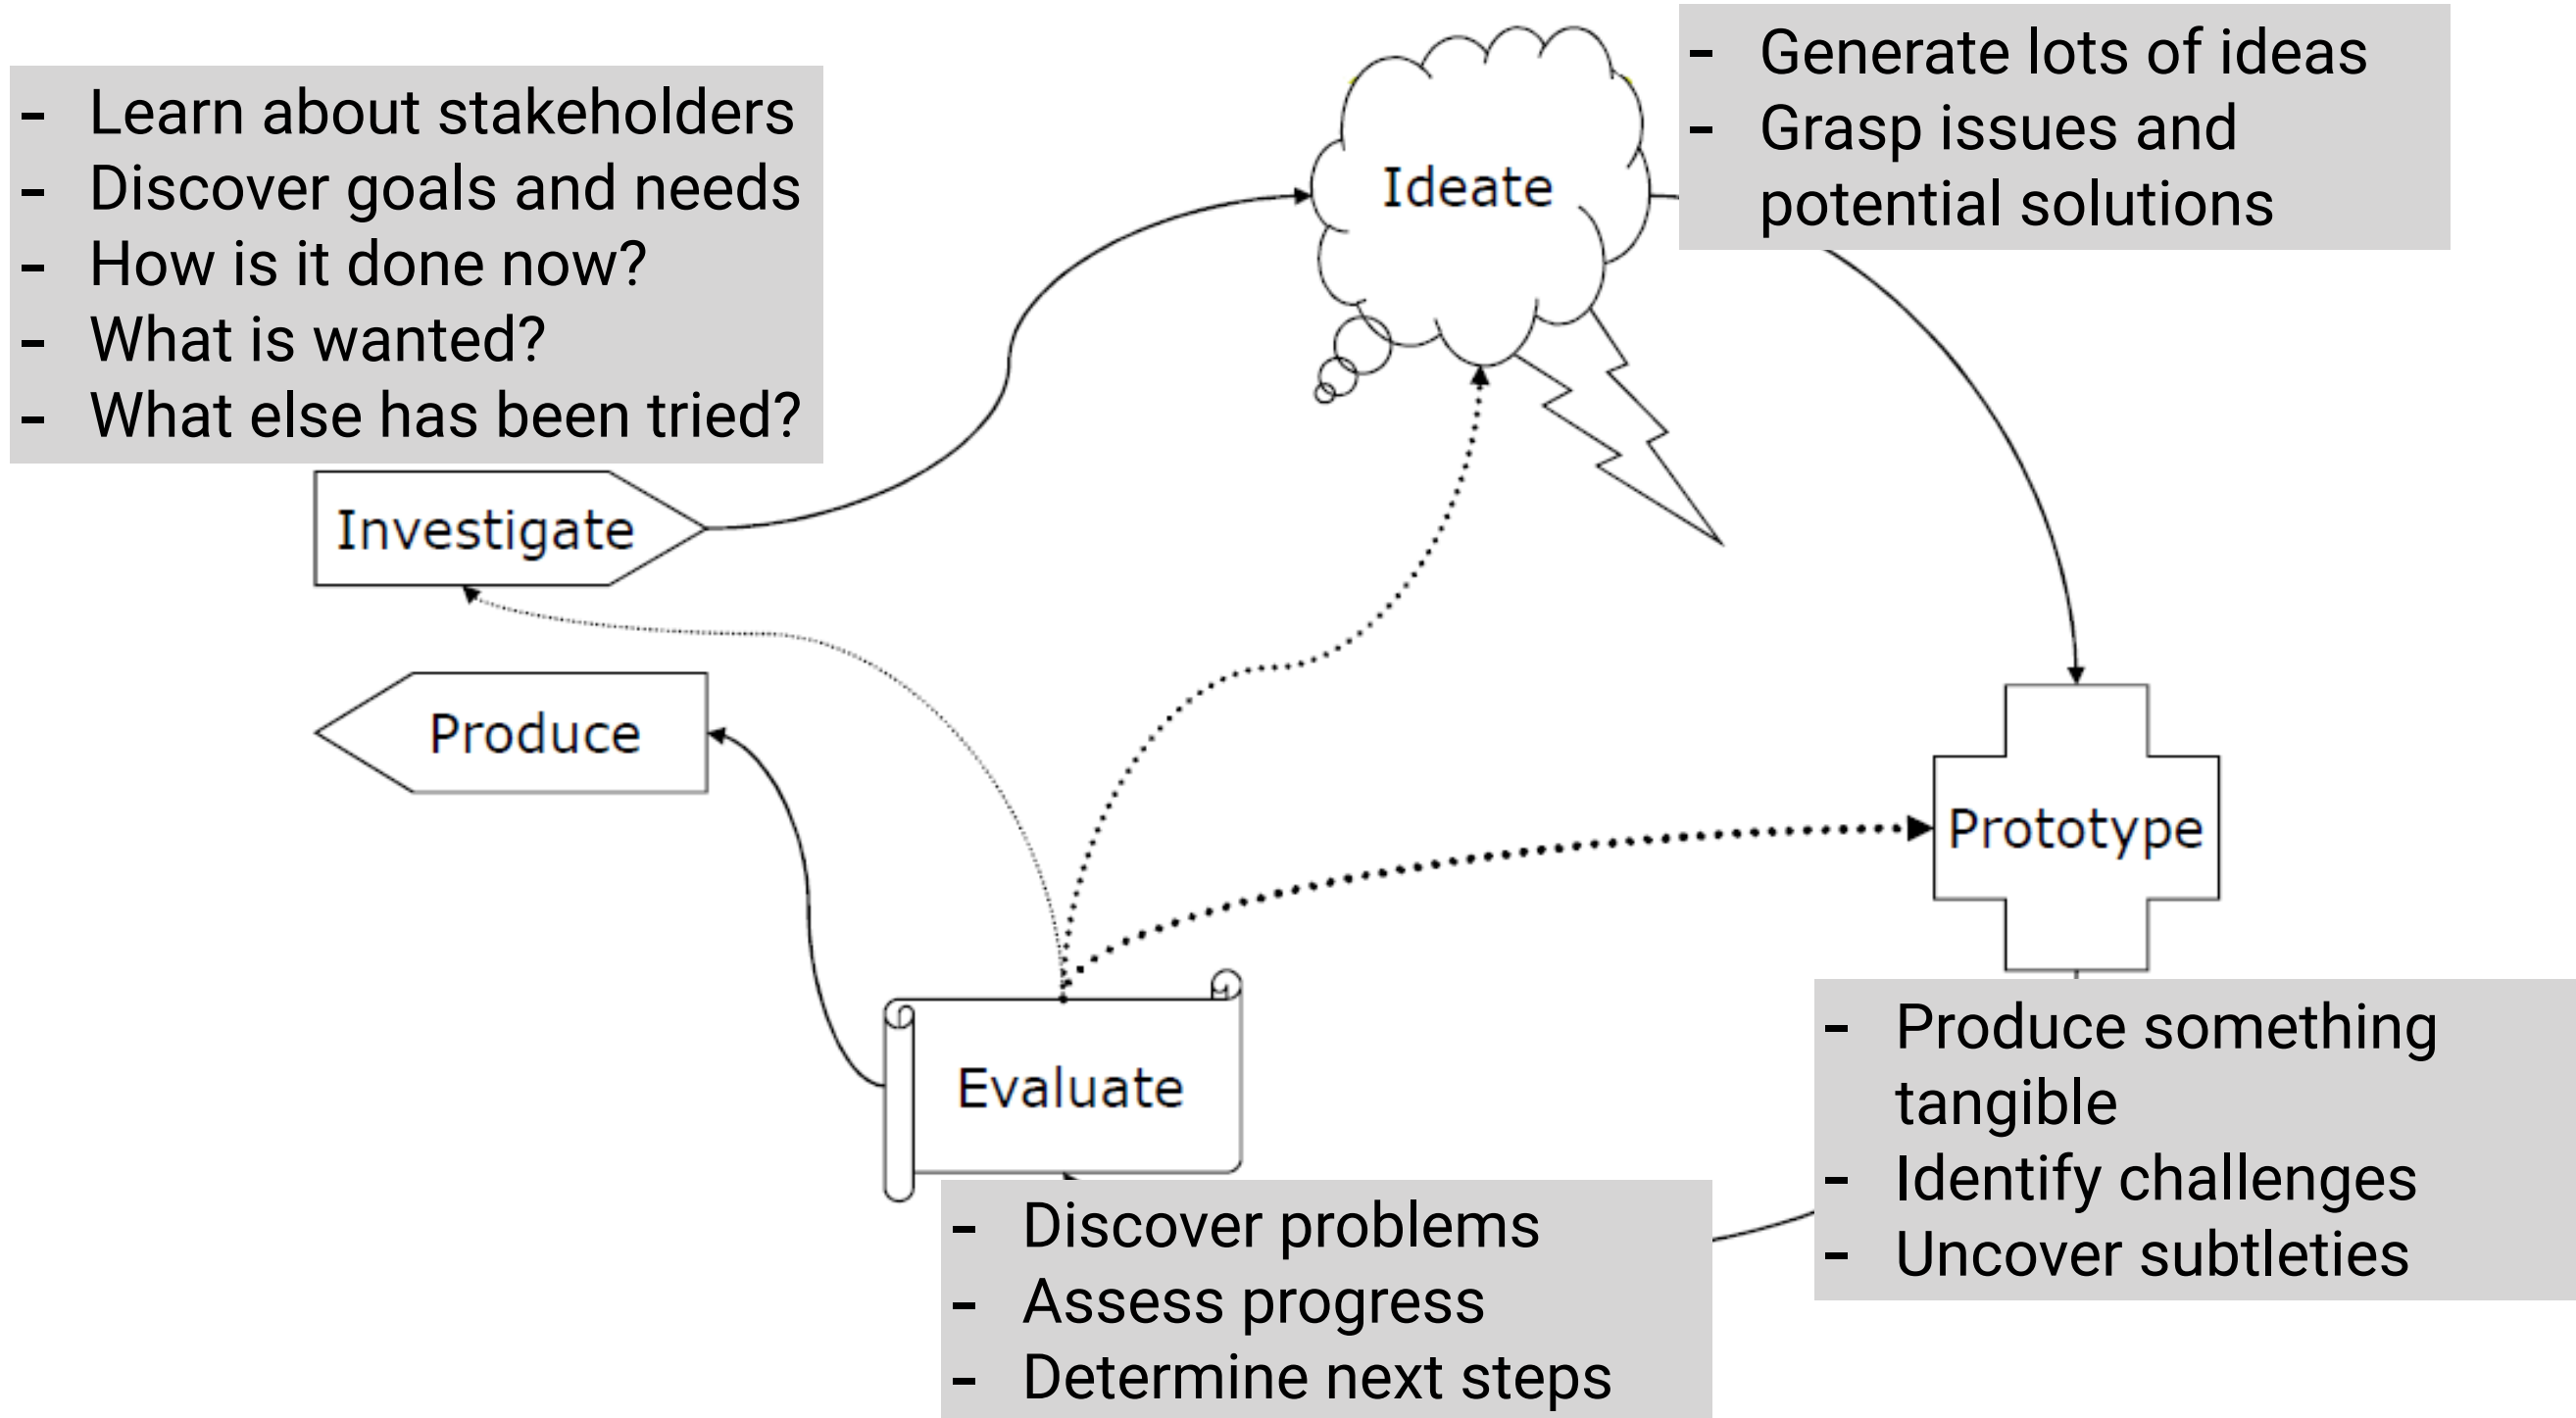 - Learn about stakeholders
- Discover goals and needs
- How is it done now?
- What is wanted?
- What else has been tried?
Ideate
- Generate lots of ideas
- Grasp issues and
potential solutions
Investigate
Produce
Prototype
Evaluate
- Produce something
tangible
- Identify challenges
- Uncover subtleties
- Discover problems
- Assess progress
- Determine next steps